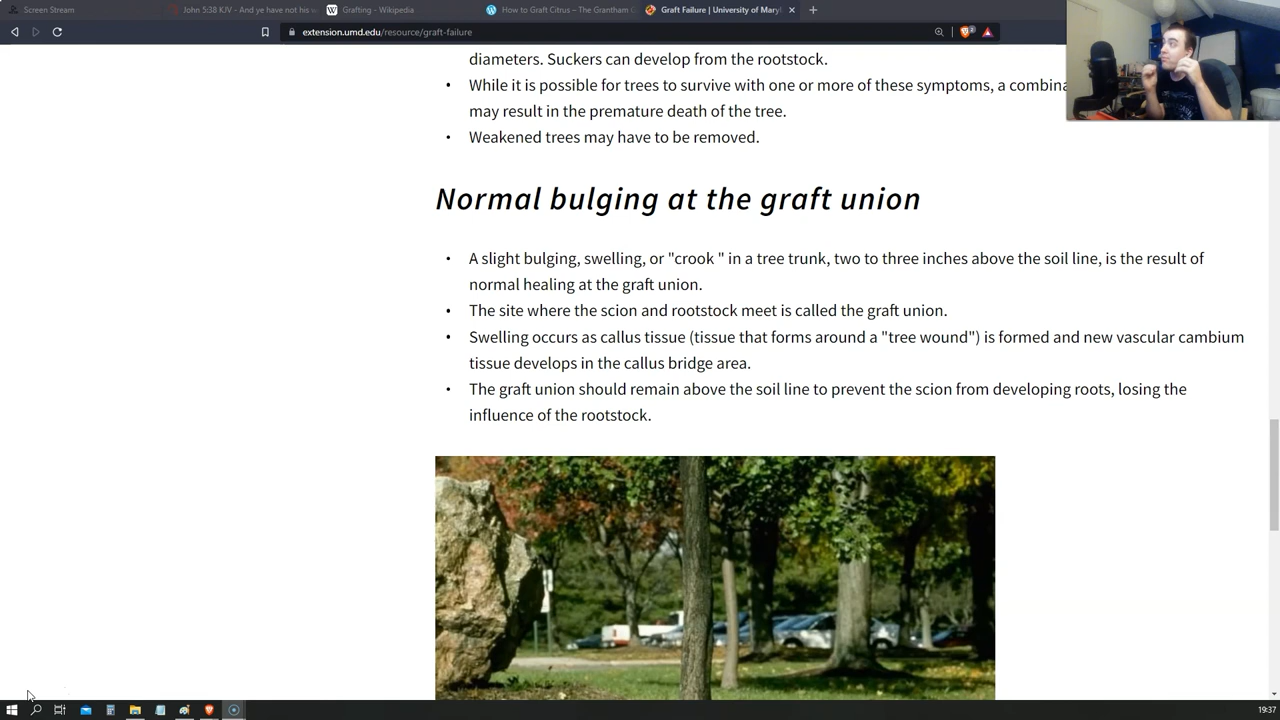 Screen Stream
John 5:38 KJV - And ye have not his w
Grafting - Wikipedia
How to Graft Citrus – The Grantham
Graft Failure | University of Mary
extension.umd.edu/resource/graft-failure
diameters. Suckers can develop from the rootstock.
• While it is possible for trees to survive with one or more of these symptoms, a combina
may result in the premature death of the tree.
• Weakened trees may have to be removed.
Normal bulging at the graft union
• A slight bulging, swelling, or "crook " in a tree trunk, two to three inches above the soil line, is the result of
normal healing at the graft union.
• The site where the scion and rootstock meet is called the graft union.
• Swelling occurs as callus tissue (tissue that forms around a "tree wound") is formed and new vascular cambium
tissue develops in the callus bridge area.
• The graft union should remain above the soil line to prevent the scion from developing roots, losing the
influence of the rootstock.
19:37